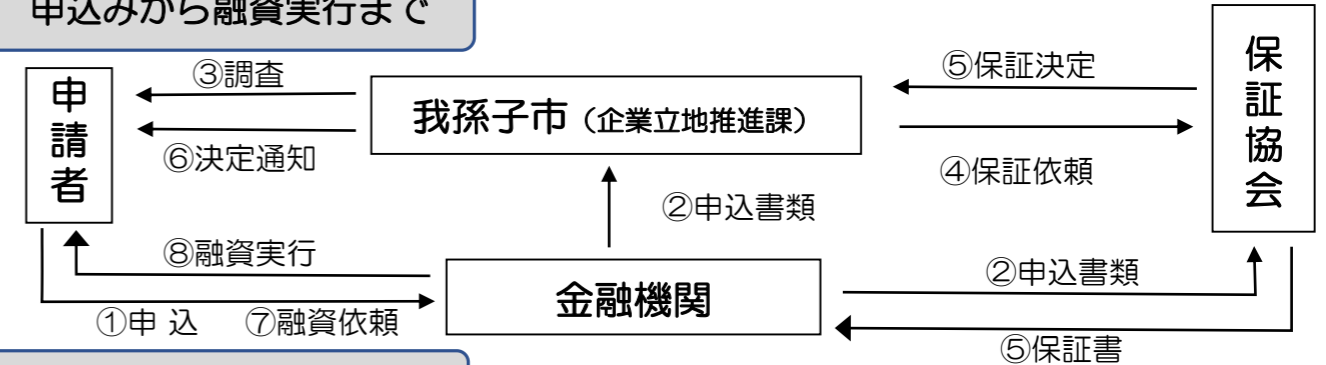 申込みから融資実行まで
③調査
⑤保証決定
申請者
我孫子市（企業立地推進課）
保証協会
⑥決定通知
④保証依頼
②申込書類
⑧融資実行
金融機関
②申込書類
①申 込
⑦融資依頼
⑤保証書